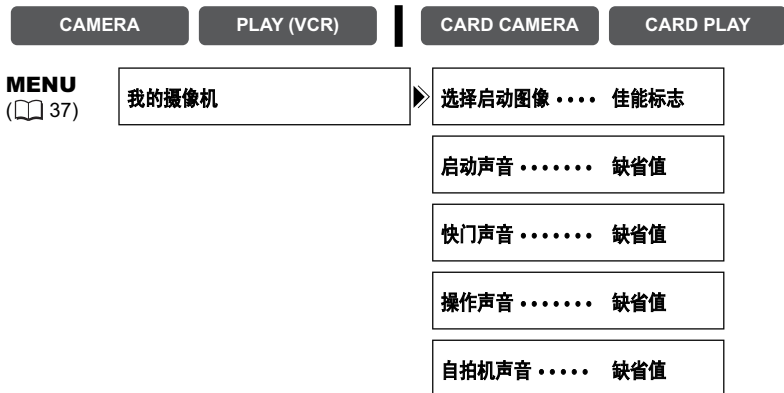 CAMERA PLAY (VCR) CARD CAMERA CARD PLAY
MENU 我的摄像机 选择启动图像 ···· 佳能标志
( 37)
启动声音 ······· 缺省值
快门声音 ······· 缺省值
操作声音 ······· 缺省值
自拍机声音 ····· 缺省值